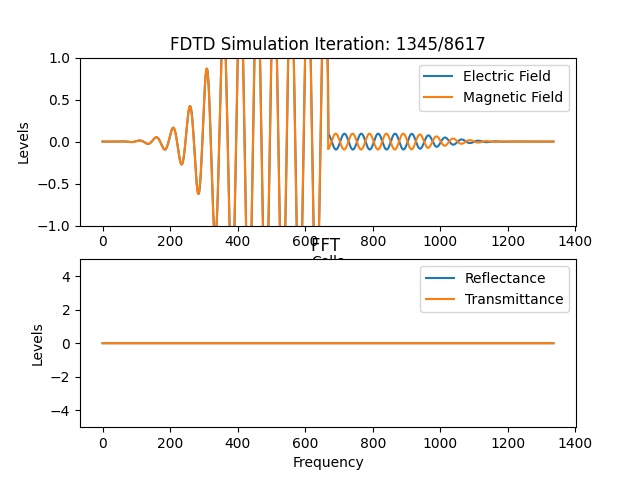 FDTD Simulation Iteration: 1345/8617
1.0
0.5
0.0
−0.5
−1.0
Levels
Electric Field
Magnetic Field
0 200 400 600 800 1000 1200 1400
Cells
FFT
4
2
0
−2
−4
Levels
Reflectance
Transmittance
0 200 400 600 800 1000 1200 1400
Frequency